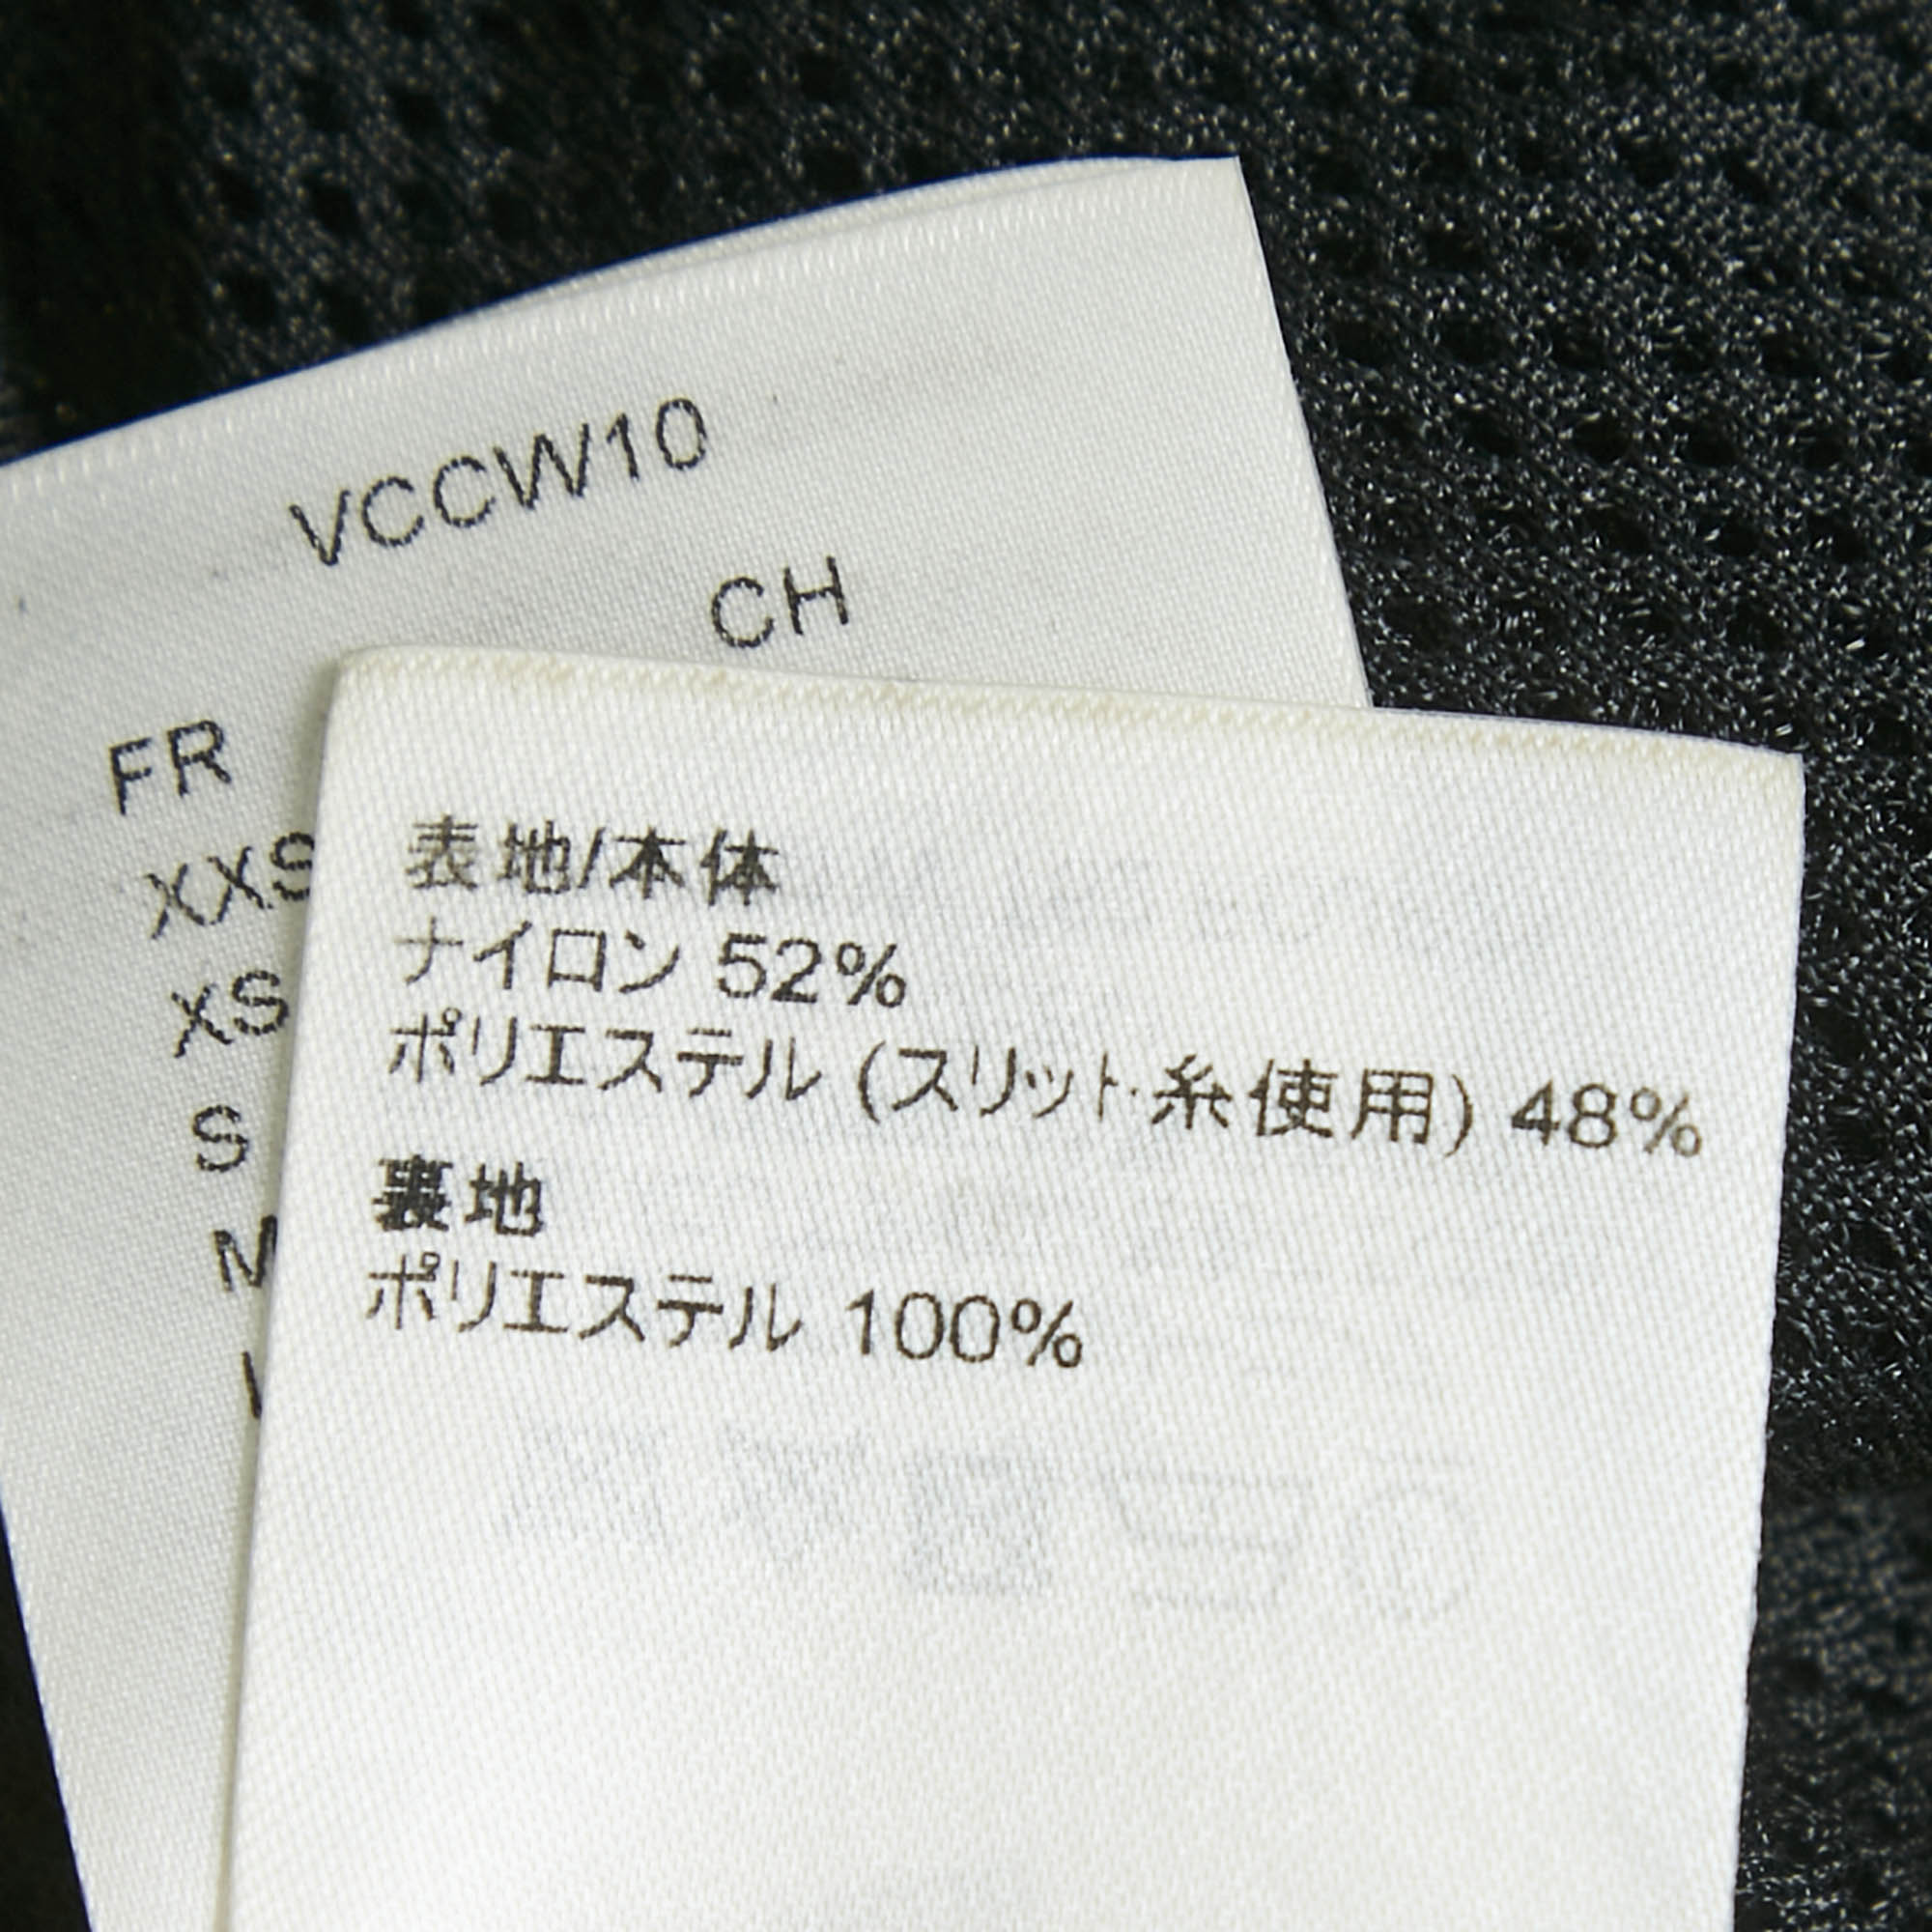 VCCW10
CH
FR
XXS
XS
S
M
表地/本体
ナイロン 52%
ポリエステル (スリット糸使用) 48%
裏地
ポリエステル 100%